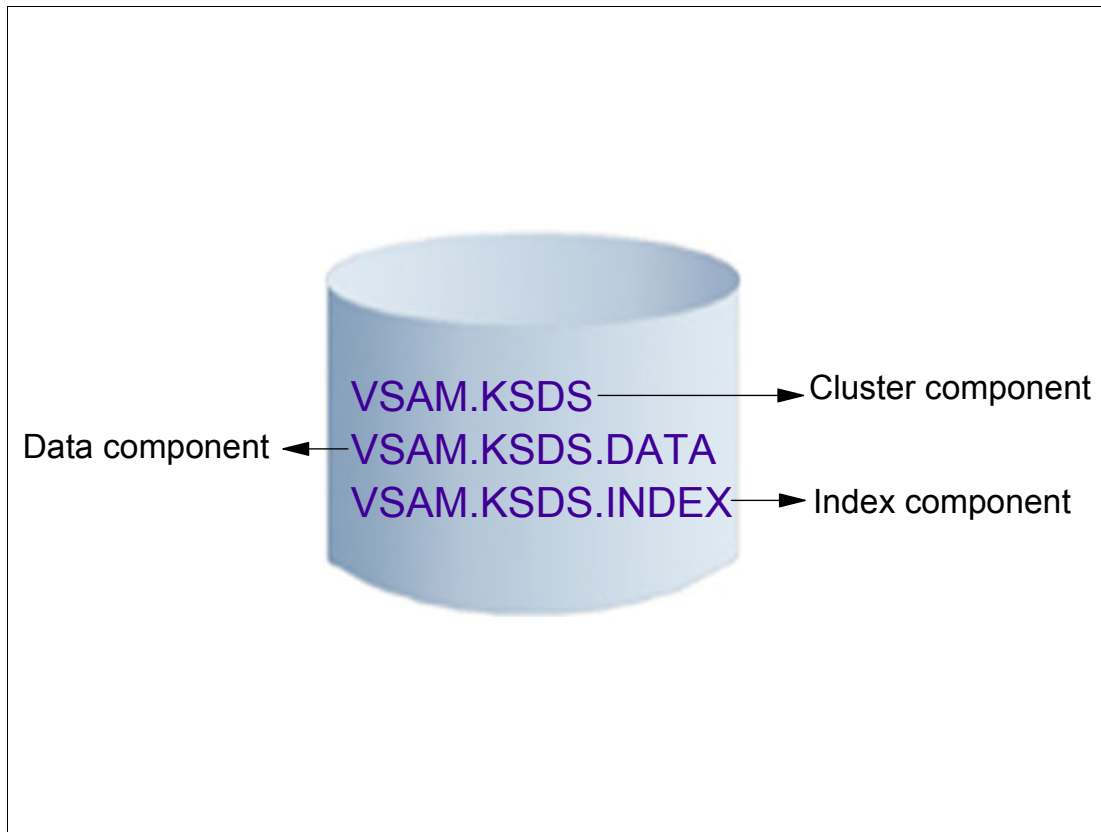 VSAM.KSDS
Cluster component
Data component
VSAM.KSDS.DATA
VSAM.KSDS.INDEX
Index component